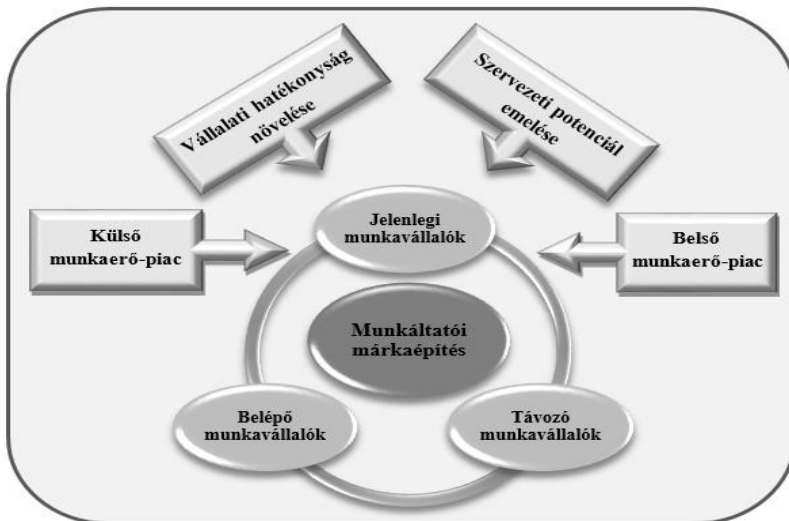 Vállalati hatékonyság
növelése
Szervezeti potenciál
emelése
Külső
munkaerő-piac
Jelenlegi
munkavállalók
Belső
munkaerő-piac
Munkáltatói
márkaépítés
Belépő
munkavállalók
Távozó
munkavállalók